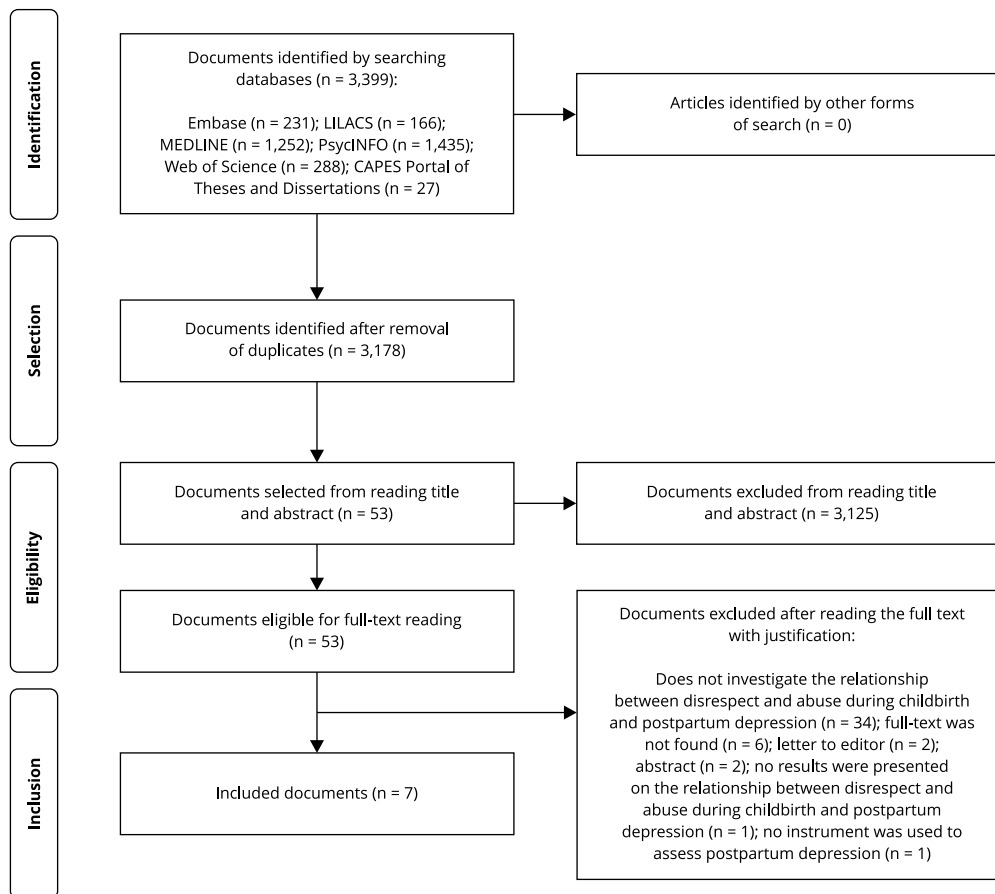 Identification
Documents identified by searching
databases (n = 3,399):
Embase (n = 231); LILACS (n = 166);
MEDLINE (n = 1,252); PsycINFO (n = 1,435);
Web of Science (n = 288); CAPES Portal of
Theses and Dissertations (n = 27)
Articles identified by other forms
of search (n = 0)
Selection
Documents identified after removal
of duplicates (n = 3,178)
Eligibility
Documents selected from reading title
and abstract (n = 53)
Documents excluded from reading title
and abstract (n = 3,125)
Documents eligible for full-text reading
(n = 53)
Documents excluded after reading the full text
with justification:
Does not investigate the relationship
between disrespect and abuse during childbirth
and postpartum depression (n = 34); full-text was
not found (n = 6); letter to editor (n = 2);
abstract (n = 2); no results were presented
on the relationship between disrespect and
abuse during childbirth and postpartum
depression (n = 1); no instrument was used to
assess postpartum depression (n = 1)
Inclusion
Included documents (n = 7)